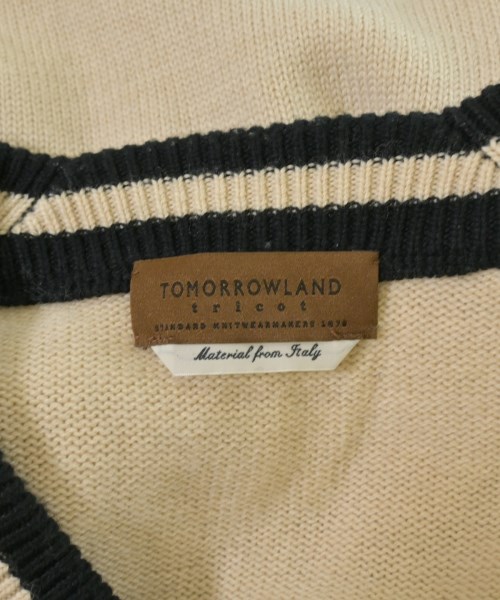 TOMORROWLAND
tricot
STANDARD KNITWEARMAKERS 1978
Material from Italy